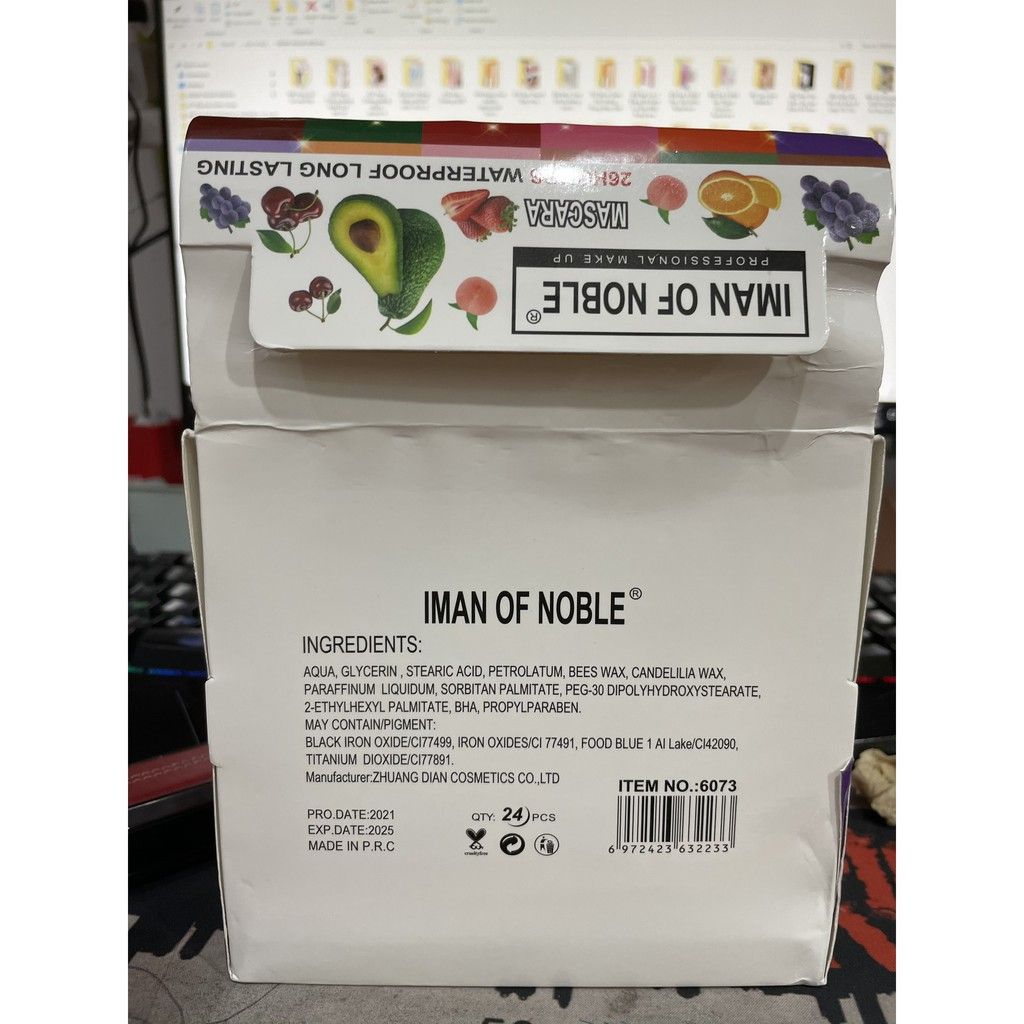 26HOURS WATERPROOF LONG LASTING
MASCARA
PROFESSIONAL MAKE UP
IMAN OF NOBLE®
IMAN OF NOBLE®
INGREDIENTS:
AQUA, GLYCERIN , STEARIC ACID, PETROLATUM, BEES WAX, CANDELILIA WAX,
PARAFFINUM LIQUIDUM, SORBITAN PALMITATE, PEG-30 DIPOLYHYDROXYSTEARATE,
2-ETHYLHEXYL PALMITATE, BHA, PROPYLPARABEN.
MAY CONTAIN/PIGMENT:
BLACK IRON OXIDE/CI77499, IRON OXIDES/CI 77491, FOOD BLUE 1 Al Lake/CI42090,
TITANIUM DIOXIDE/CI77891.
Manufacturer:ZHUANG DIAN COSMETICS CO.,LTD
ITEM NO.:6073
PRO.DATE:2021
EXP.DATE:2025
MADE IN P.R.C
QTY: 24 PCS
crueltyfree
6 972423 632233